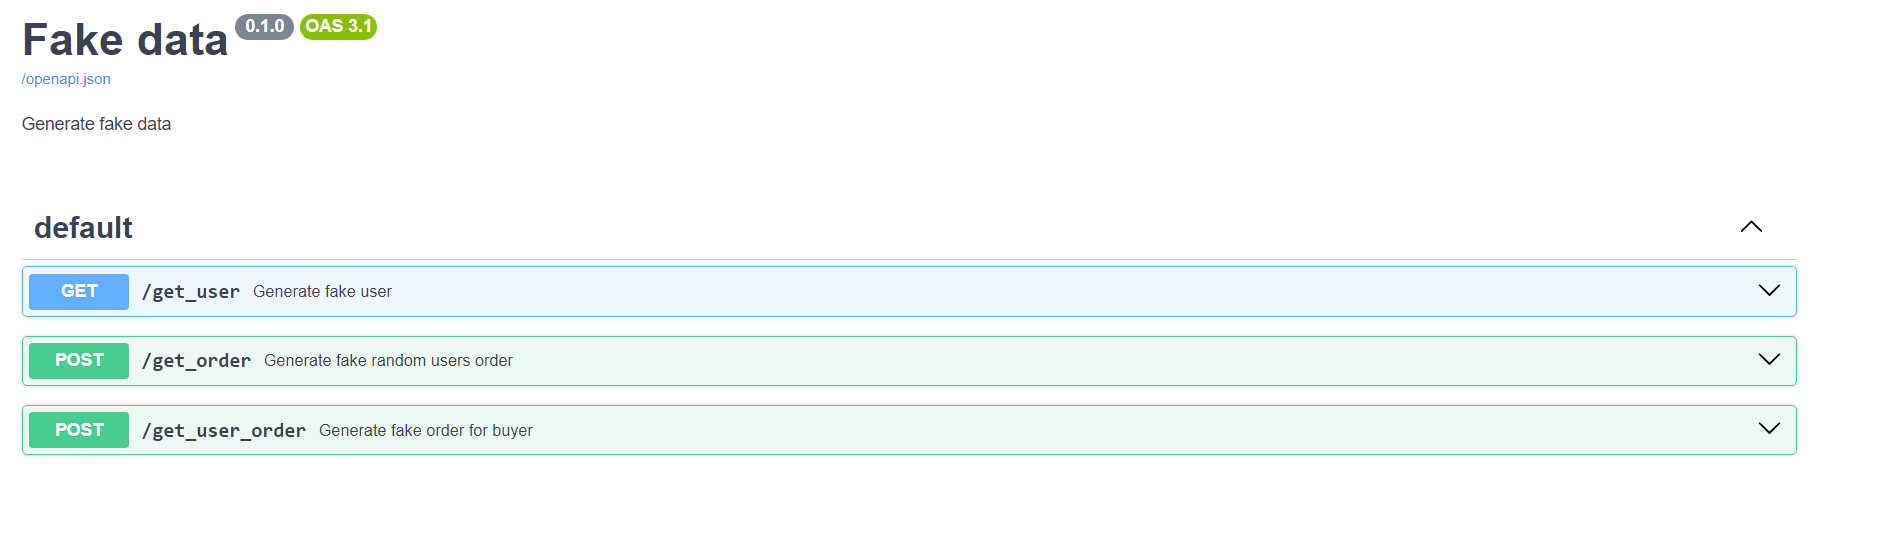 Fake data 0.1.0 OAS 3.1
/openapi.json
Generate fake data
default
GET /get_user Generate fake user
POST /get_order Generate fake random users order
POST /get_user_order Generate fake order for buyer